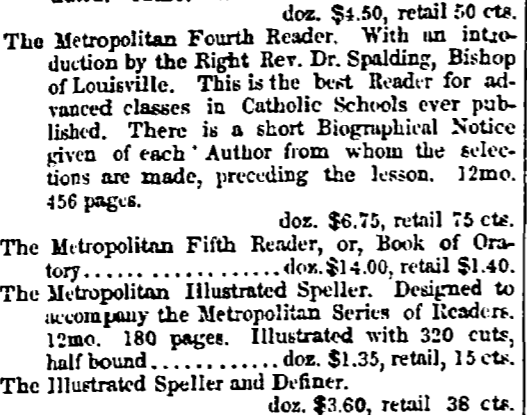 doz. $4.50, retail 50 cts.
The Metropolitan Fourth Reader. With an intro-
duction by the Right Rev. Dr. Spalding, Bishop
of Louisville. This is the best Reader for ad-
vanced classes in Catholic Schools ever pub-
lished. There is a short Biographical Notice
given of each Author from whom the selec-
tions are made, preceding the lesson. 12mo.
456 pages.
doz. $6.75, retail 75 cts.
The Metropolitan Fifth Reader, or, Book of Ora-
tory..................doz.$14.00, retail $1.40.
The Metropolitan Illustrated Speller. Designed to
accompany the Metropolitan Series of Readers.
12mo. 180 pages. Illustrated with 320 cuts,
half bound............doz. $1.35, retail, 15 cts.
The Illustrated Speller and Definer.
doz. $3.60, retail 38 cts.